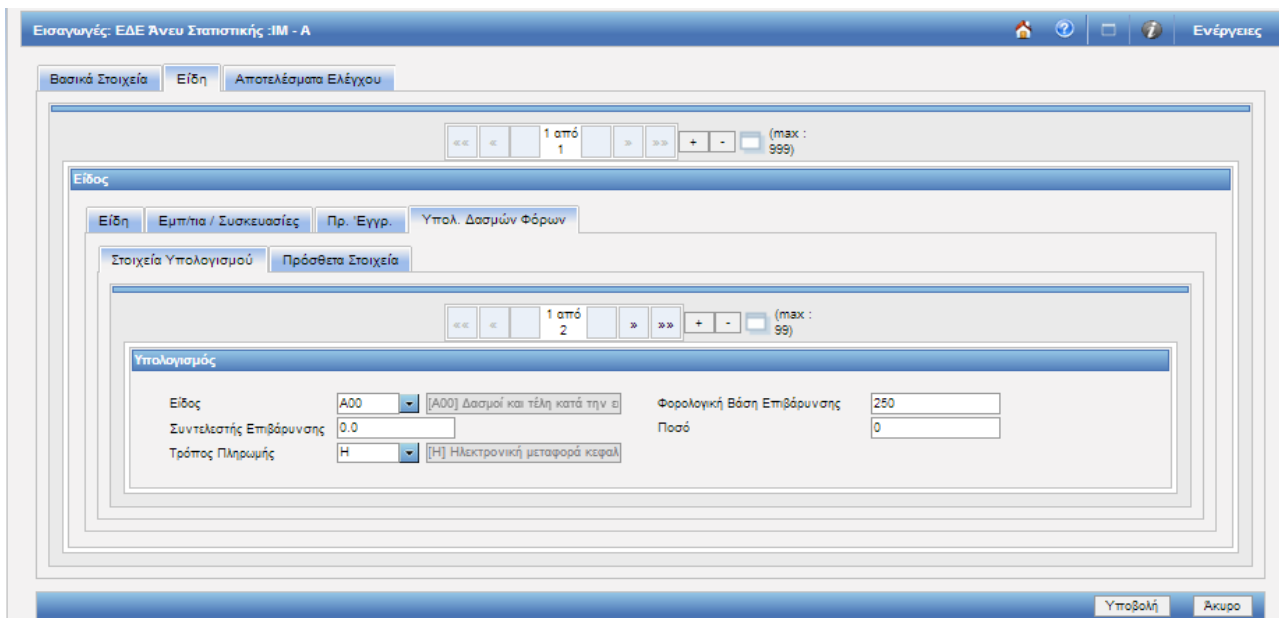 Εισαγωγές: ΕΔΕ Άνευ Στατιστικής :IM - A
Ενέργειες
Βασικά Στοιχεία Είδη Αποτελέσματα Ελέγχου
«« « 1 από 1 » »» + - (max : 999)
Είδος
Είδη Εμπ/τια / Συσκευασίες Πρ. Έγγρ. Υπολ. Δασμών Φόρων
Στοιχεία Υπολογισμού Πρόσθετα Στοιχεία
«« « 1 από 2 » »» + - (max : 99)
Υπολογισμός
Είδος A00 [A00] Δασμοί και τέλη κατά την ε Φορολογική Βάση Επιβάρυνσης 250
Συντελεστής Επιβάρυνσης 0.0 Ποσό 0
Τρόπος Πληρωμής H [H] Ηλεκτρονική μεταφορά κεφαλ
Υποβολή Άκυρο